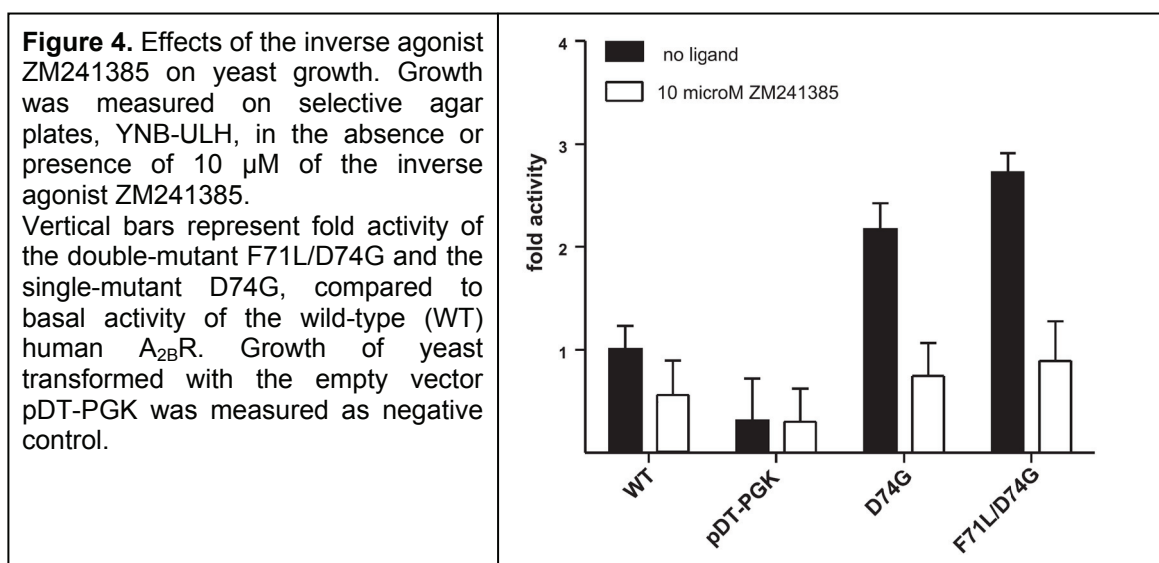 Figure 4. Effects of the inverse agonist
ZM241385 on yeast growth. Growth
was measured on selective agar
plates, YNB-ULH, in the absence or
presence of 10 µM of the inverse
agonist ZM241385.
Vertical bars represent fold activity of
the double-mutant F71L/D74G and the
single-mutant D74G, compared to
basal activity of the wild-type (WT)
human A2BR. Growth of yeast
transformed with the empty vector
pDT-PGK was measured as negative
control.
4
3
2
1
fold activity
no ligand
10 microM ZM241385
WT
pDT-PGK
D74G
F71L/D74G